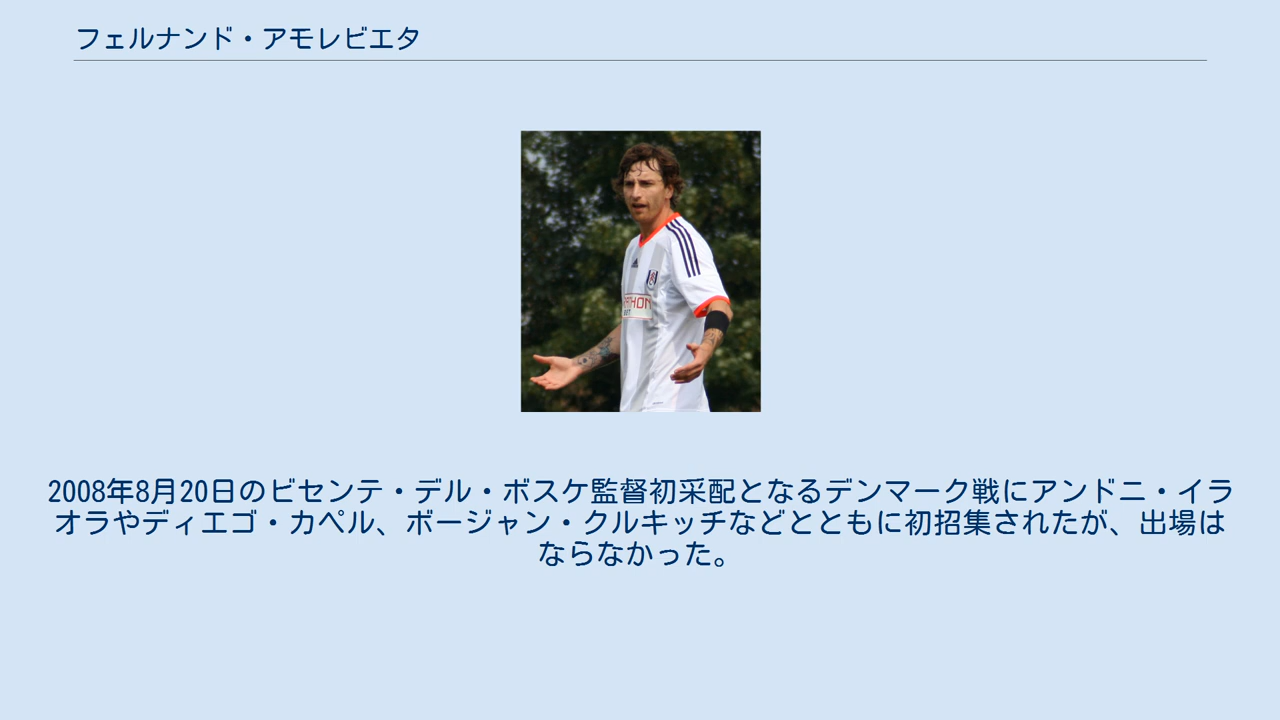 フェルナンド・アモレビエタ
2008年8月20日のビセンテ・デル・ボスケ監督初采配となるデンマーク戦にアンドニ・イラ
オラやディエゴ・カペル、ボージャン・クルキッチなどとともに初招集されたが、出場は
ならなかった。